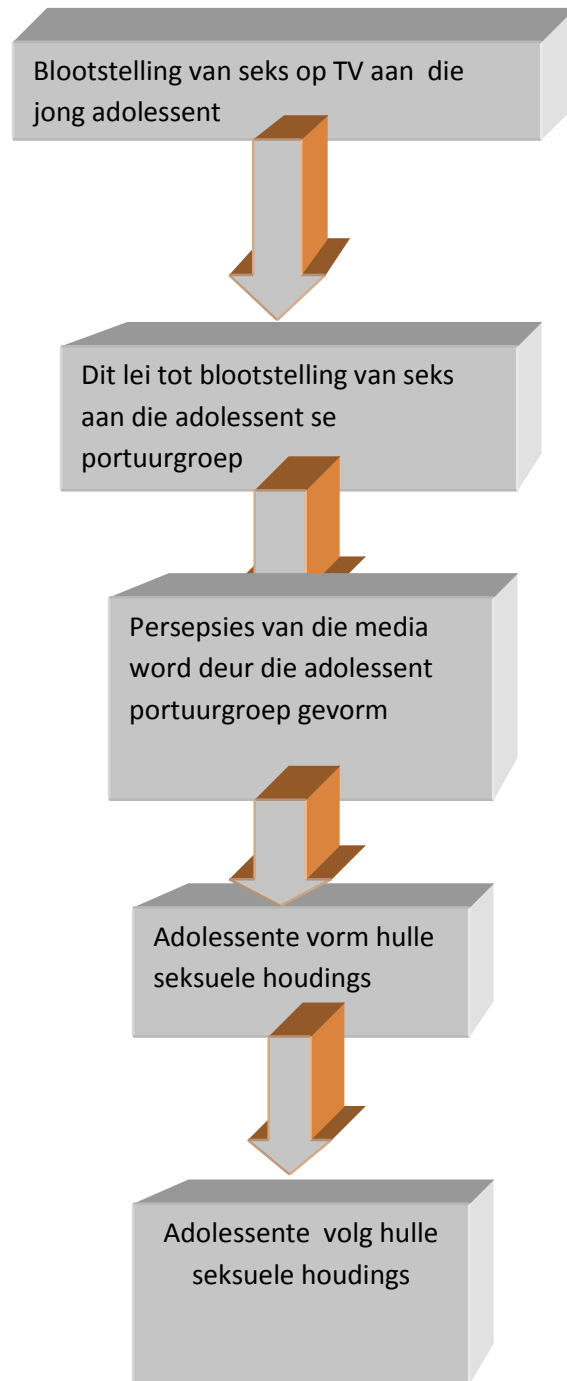 Blootstelling van seks op TV aan  die
jong adolessent
Dit lei tot blootstelling van seks
aan die adolessent se
portuurgroep
Persepsies van die media
word deur die adolessent
portuurgroep gevorm
Adolessente vorm hulle
seksuele houdings
Adolessente  volg hulle
seksuele houdings